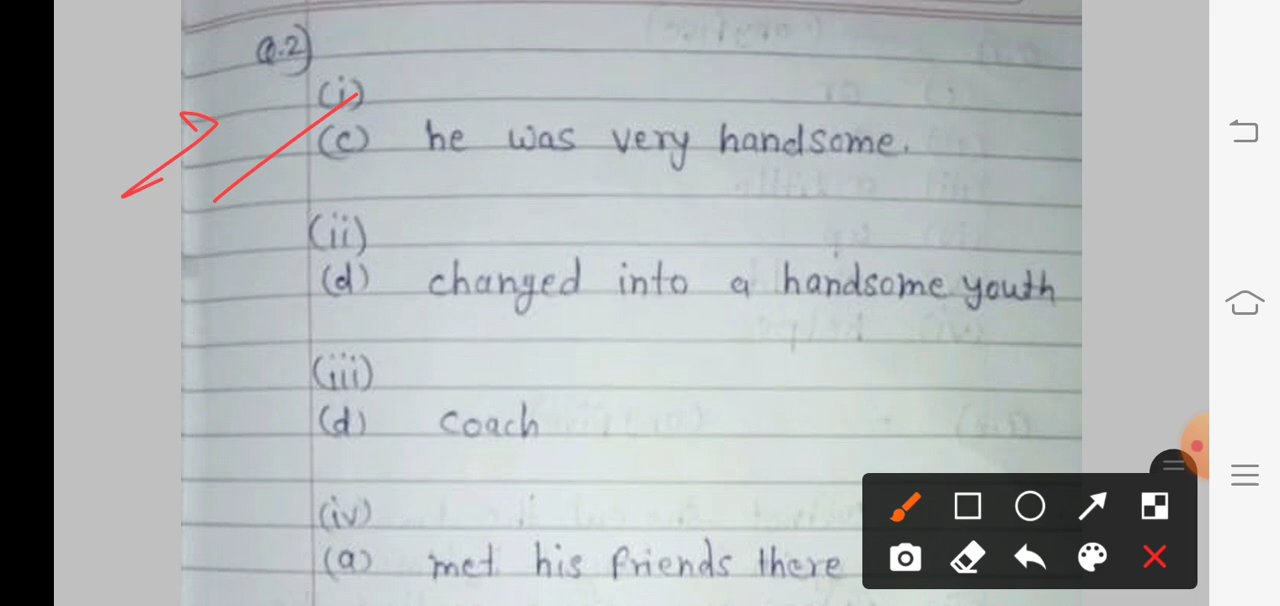 Q.2)
(i)
(c) he was very handsome.
(ii)
(d) changed into a handsome youth
(iii)
(d) coach
(iv)
(a) met his friends there